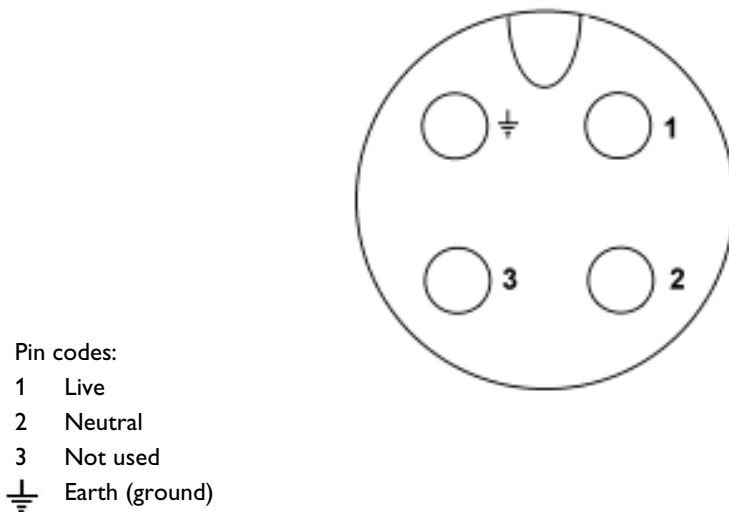 1
3
2
Pin codes:
1 Live
2 Neutral
3 Not used
⏚ Earth (ground)